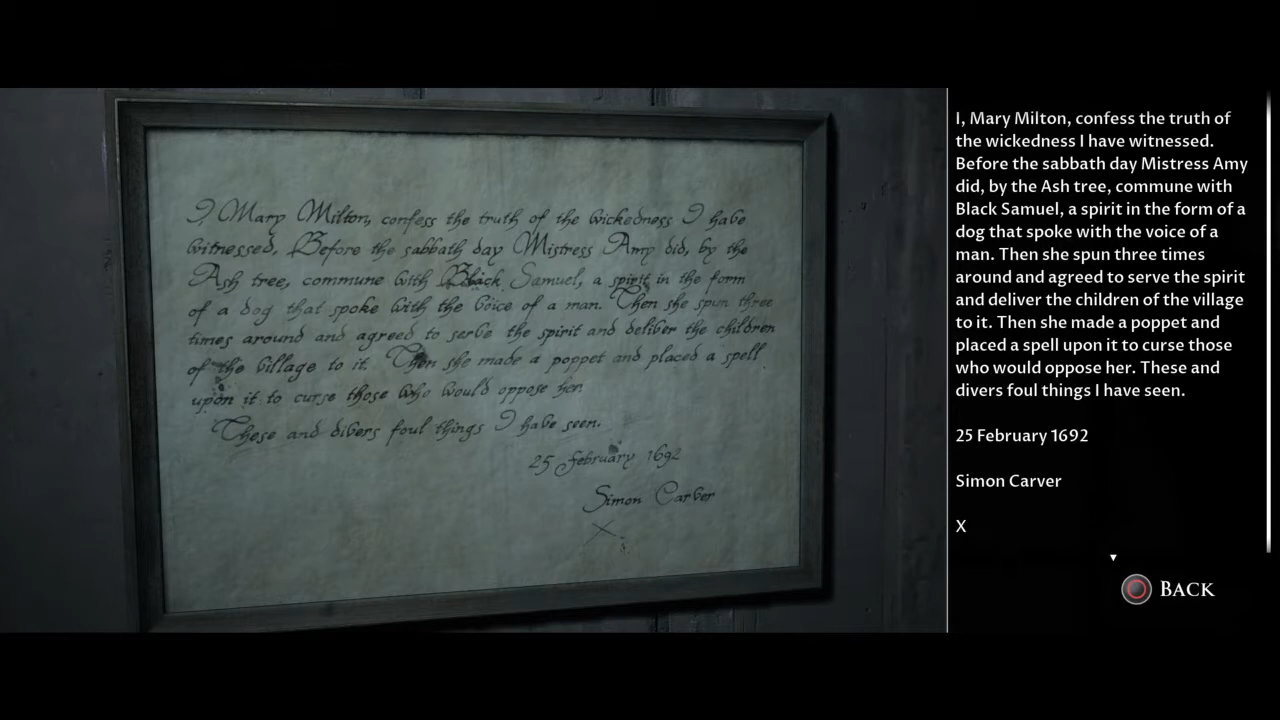 I, Mary Milton, confess the truth of the wickedness I have
witnessed. Before the sabbath day Mistress Amy did, by the
Ash tree, commune with Black Samuel, a spirit in the form
of a dog that spoke with the voice of a man. Then she spun three
times around and agreed to serve the spirit and deliver the children
of the village to it. Then she made a poppet and placed a spell
upon it to curse those who would oppose her.
These and divers foul things I have seen.
25 February 1692
Simon Carver
X
I, Mary Milton, confess the truth of
the wickedness I have witnessed.
Before the sabbath day Mistress Amy
did, by the Ash tree, commune with
Black Samuel, a spirit in the form of a
dog that spoke with the voice of a
man. Then she spun three times
around and agreed to serve the spirit
and deliver the children of the village
to it. Then she made a poppet and
placed a spell upon it to curse those
who would oppose her. These and
divers foul things I have seen.
25 February 1692
Simon Carver
X
BACK